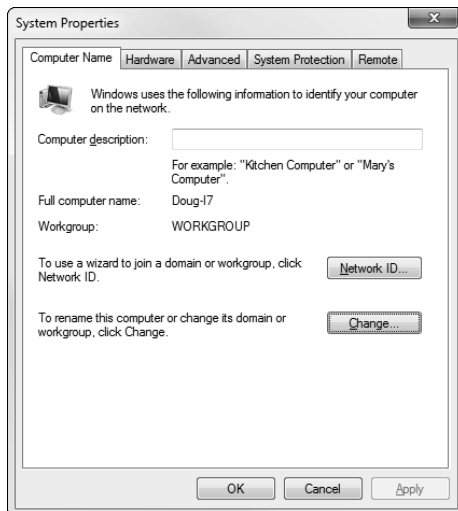 System Properties
X
Computer Name Hardware Advanced System Protection Remote
Windows uses the following information to identify your computer
on the network.
Computer description:
For example: "Kitchen Computer" or "Mary's
Computer".
Full computer name: Doug-I7
Workgroup: WORKGROUP
To use a wizard to join a domain or workgroup, click
Network ID.
Network ID...
To rename this computer or change its domain or
workgroup, click Change.
Change...
OK Cancel Apply